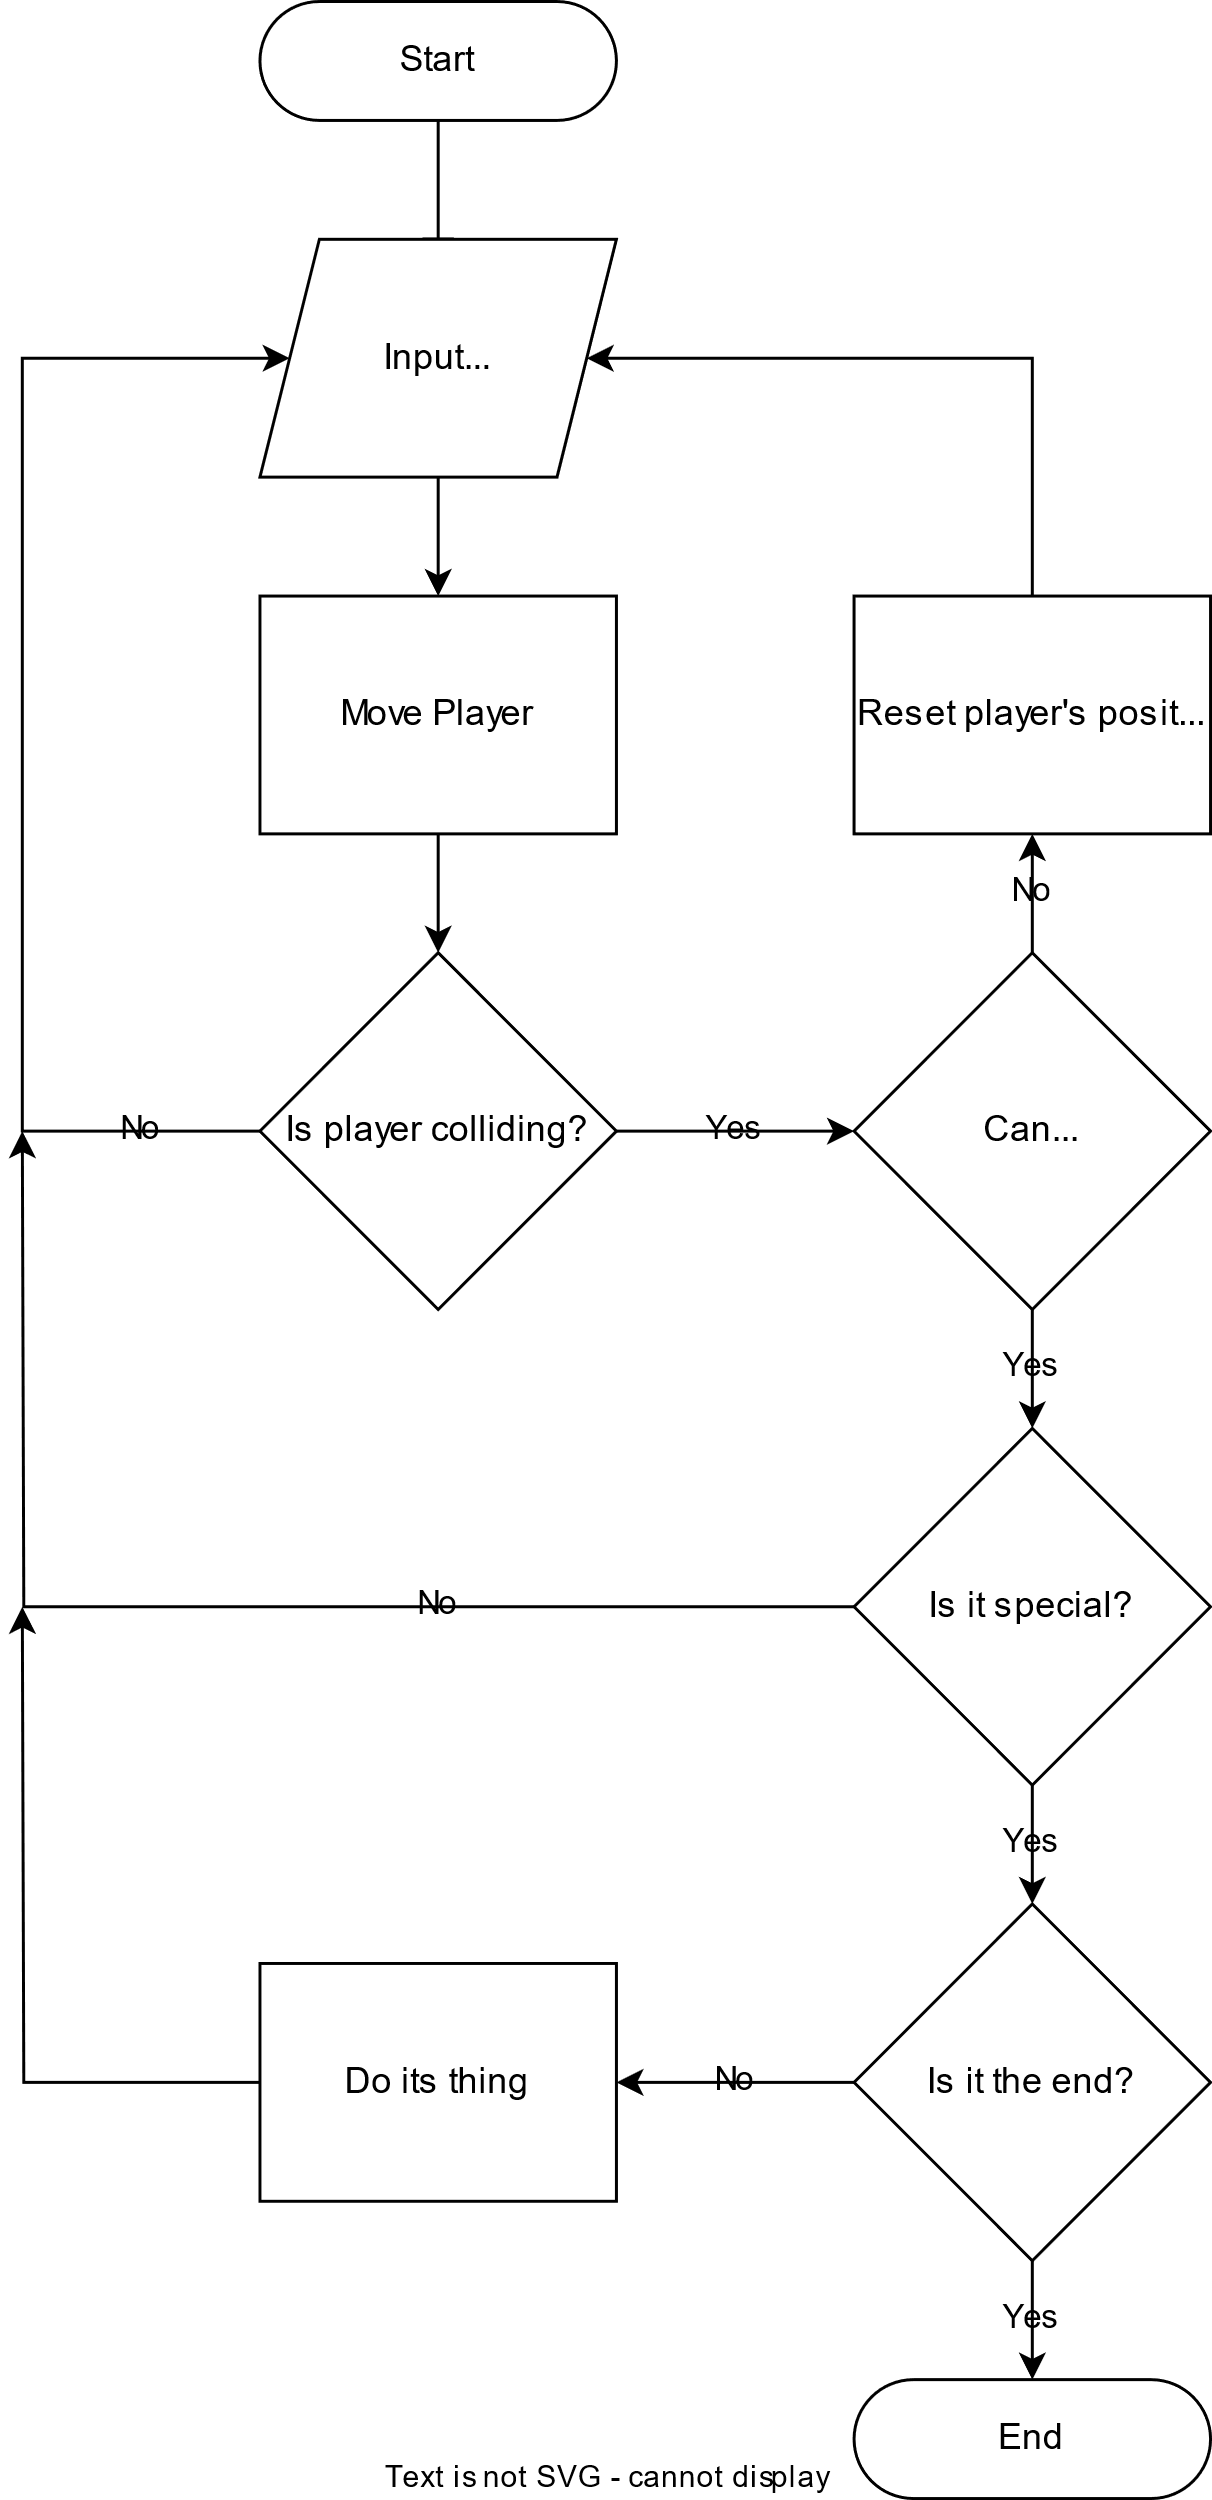 Start
Input...
Move Player
Reset player's posit...
No
Is player colliding?
No
Yes
Can...
Yes
Is it special?
No
Yes
Is it the end?
No
Do its thing
Yes
End
Text is not SVG - cannot display